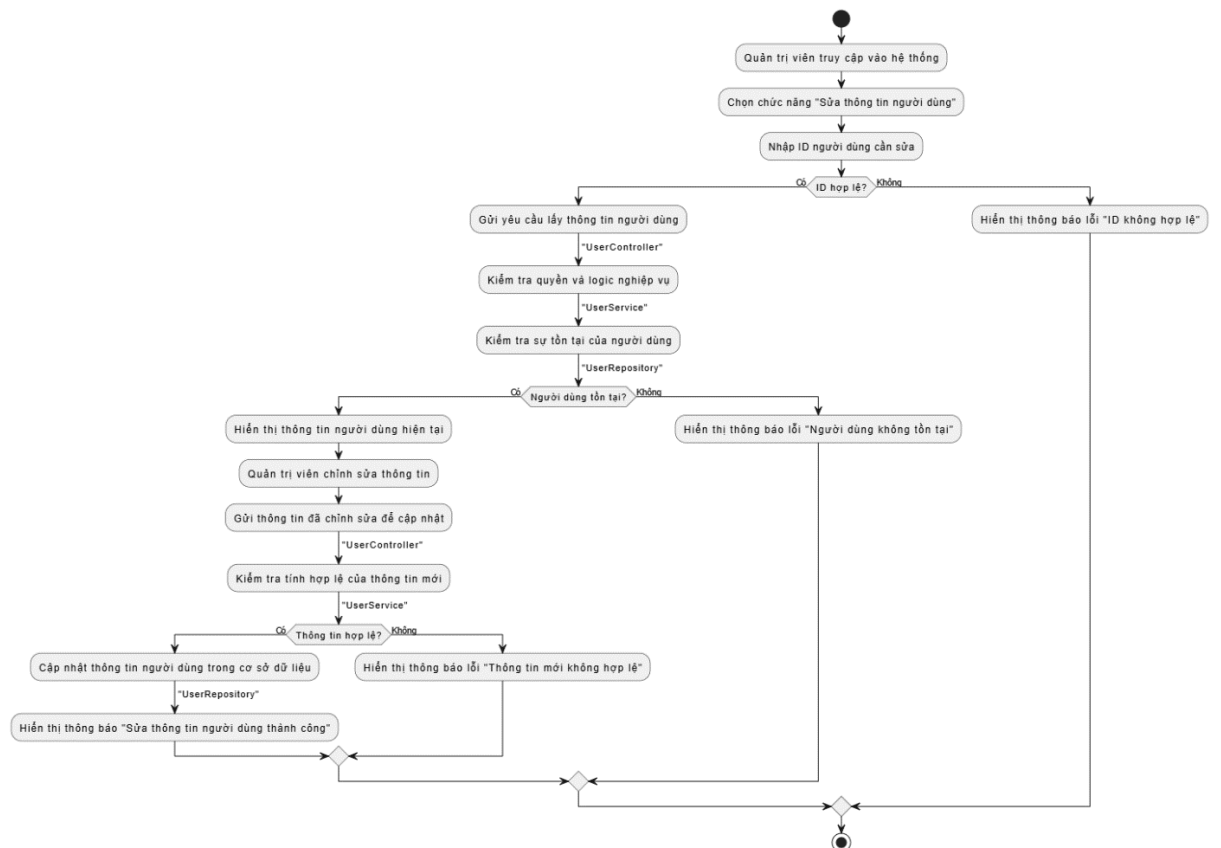 Quản trị viên truy cập vào hệ thống
Chọn chức năng "Sửa thông tin người dùng"
Nhập ID người dùng cần sửa
Có
ID hợp lệ?
Không
Gửi yêu cầu lấy thông tin người dùng
Hiển thị thông báo lỗi "ID không hợp lệ"
"UserController"
Kiểm tra quyền và logic nghiệp vụ
"UserService"
Kiểm tra sự tồn tại của người dùng
"UserRepository"
Có
Người dùng tồn tại?
Không
Hiển thị thông tin người dùng hiện tại
Hiển thị thông báo lỗi "Người dùng không tồn tại"
Quản trị viên chỉnh sửa thông tin
Gửi thông tin đã chỉnh sửa để cập nhật
"UserController"
Kiểm tra tính hợp lệ của thông tin mới
"UserService"
Có
Thông tin hợp lệ?
Không
Cập nhật thông tin người dùng trong cơ sở dữ liệu
Hiển thị thông báo lỗi "Thông tin mới không hợp lệ"
"UserRepository"
Hiển thị thông báo "Sửa thông tin người dùng thành công"